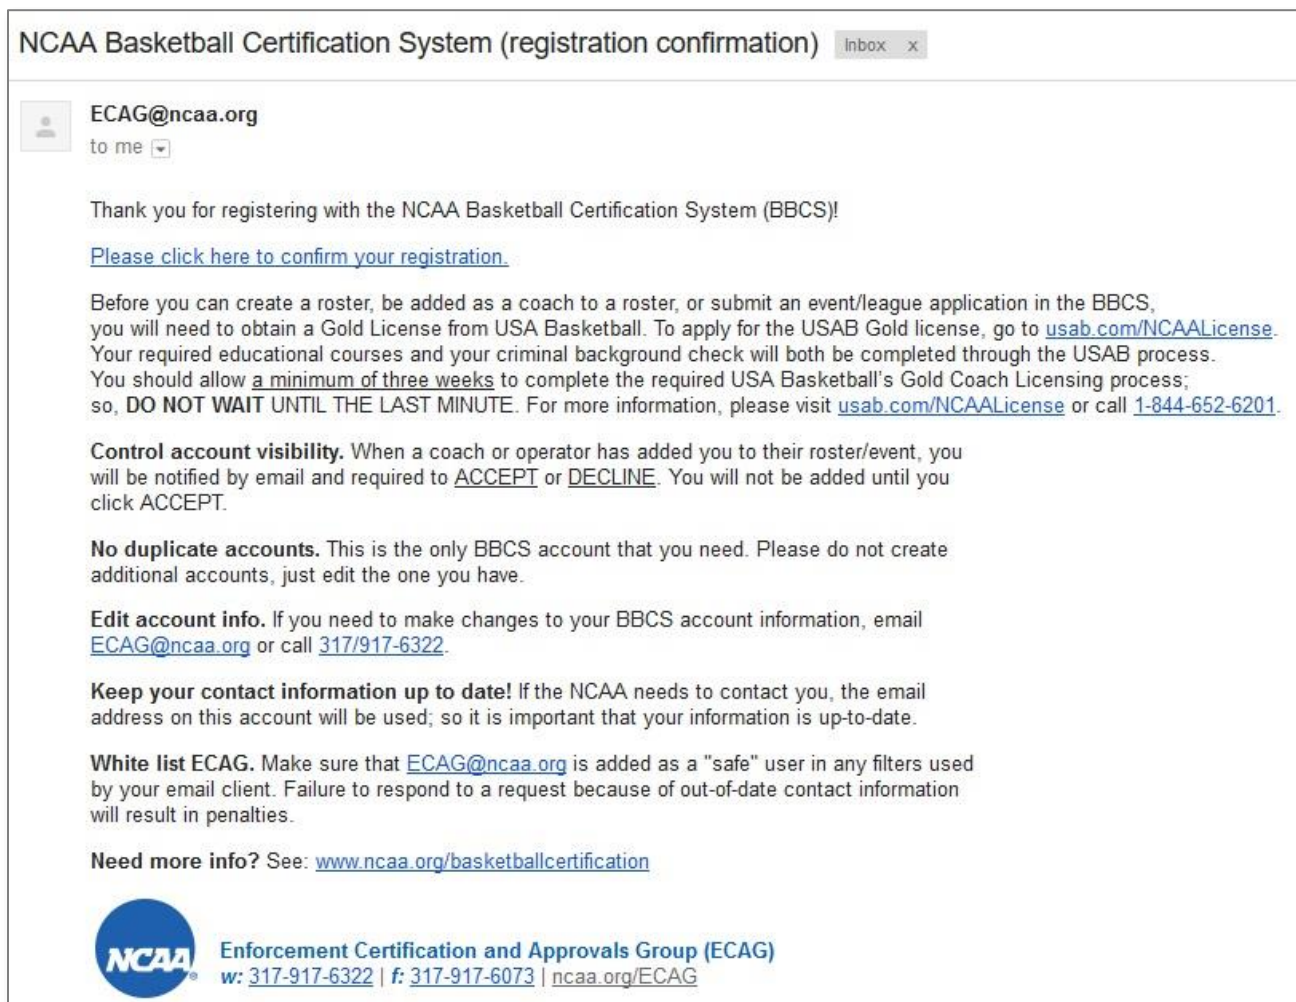 NCAA Basketball Certification System (registration confirmation) Inbox x
ECAG@ncaa.org
to me
Thank you for registering with the NCAA Basketball Certification System (BBCS)!
Please click here to confirm your registration.
Before you can create a roster, be added as a coach to a roster, or submit an event/league application in the BBCS,
you will need to obtain a Gold License from USA Basketball. To apply for the USAB Gold license, go to usab.com/NCAALicense.
Your required educational courses and your criminal background check will both be completed through the USAB process.
You should allow a minimum of three weeks to complete the required USA Basketball's Gold Coach Licensing process;
so, DO NOT WAIT UNTIL THE LAST MINUTE. For more information, please visit usab.com/NCAALicense or call 1-844-652-6201.
Control account visibility. When a coach or operator has added you to their roster/event, you
will be notified by email and required to ACCEPT or DECLINE. You will not be added until you
click ACCEPT.
No duplicate accounts. This is the only BBCS account that you need. Please do not create
additional accounts, just edit the one you have.
Edit account info. If you need to make changes to your BBCS account information, email
ECAG@ncaa.org or call 317/917-6322.
Keep your contact information up to date! If the NCAA needs to contact you, the email
address on this account will be used; so it is important that your information is up-to-date.
White list ECAG. Make sure that ECAG@ncaa.org is added as a "safe" user in any filters used
by your email client. Failure to respond to a request because of out-of-date contact information
will result in penalties.
Need more info? See: www.ncaa.org/basketballcertification
NCAA®
Enforcement Certification and Approvals Group (ECAG)
w: 317-917-6322 | f: 317-917-6073 | ncaa.org/ECAG